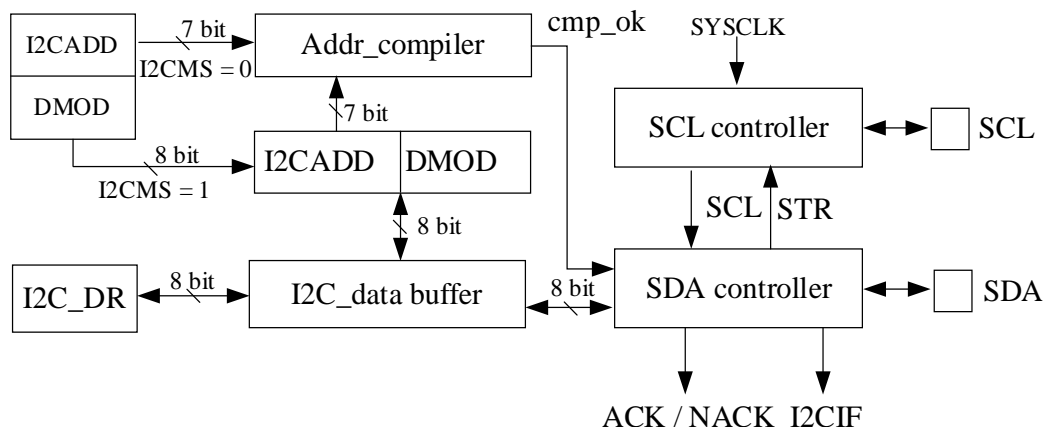 I2CADD
DMOD
7 bit
I2CMS = 0
Addr_compiler
cmp_ok
SYSCLK
7 bit
SCL controller
SCL
8 bit
I2CMS = 1
I2CADD
DMOD
SCL
STR
8 bit
I2C_DR
8 bit
I2C_data buffer
8 bit
SDA controller
SDA
ACK / NACK
I2CIF